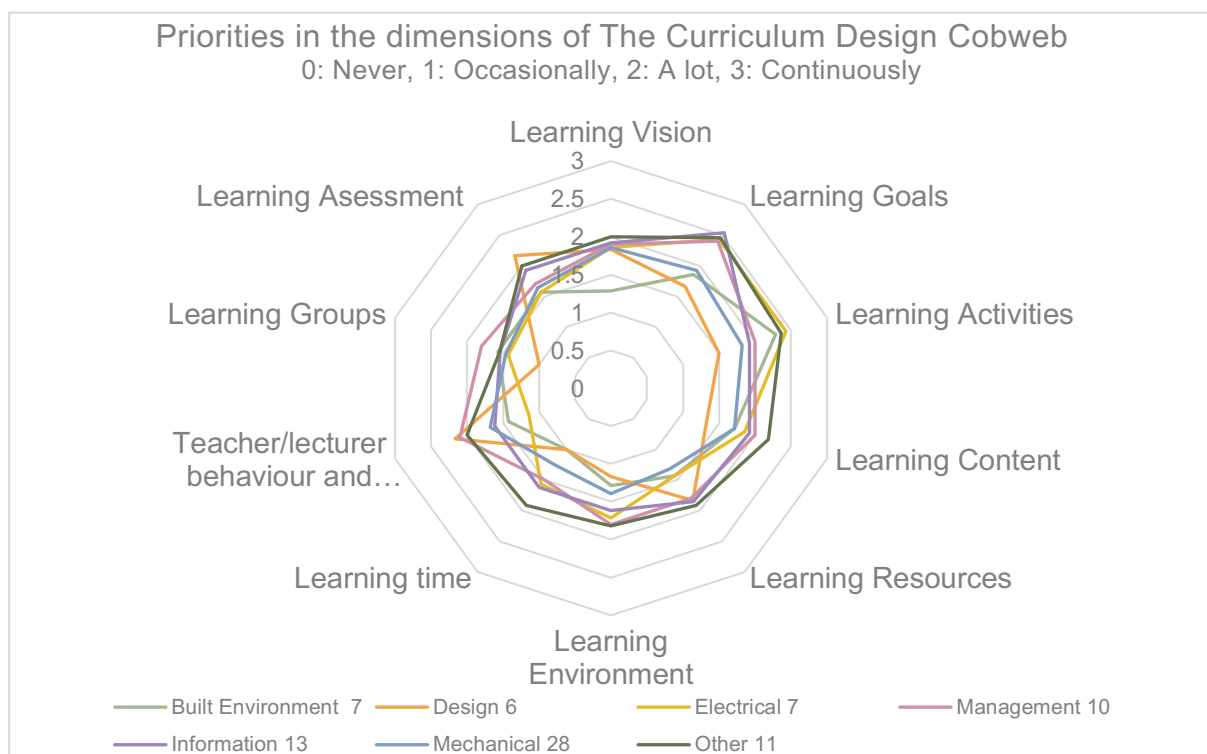 Priorities in the dimensions of The Curriculum Design Cobweb
0: Never, 1: Occasionally, 2: A lot, 3: Continuously
Learning Vision
Learning Goals
Learning Activities
Learning Content
Learning Resources
Learning
Environment
Learning time
Teacher/lecturer
behaviour and…
Learning Groups
Learning Asessment
3
2.5
2
1.5
1
0.5
0
Built Environment 7
Design 6
Electrical 7
Management 10
Information 13
Mechanical 28
Other 11